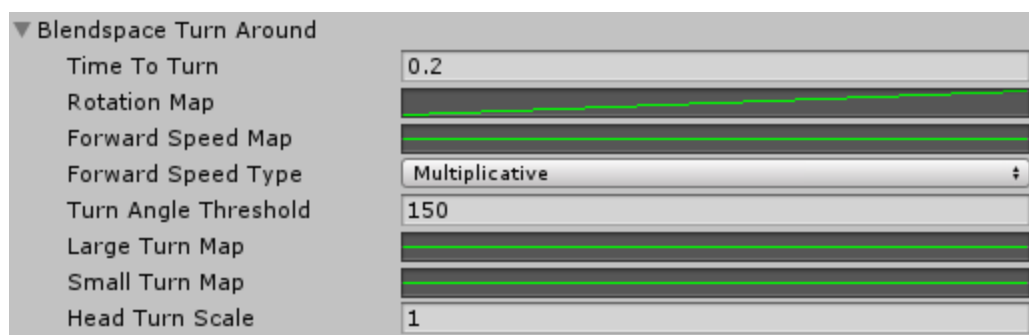 Blendspace Turn Around
Time To Turn 0.2
Rotation Map
Forward Speed Map
Forward Speed Type Multiplicative
Turn Angle Threshold 150
Large Turn Map
Small Turn Map
Head Turn Scale 1